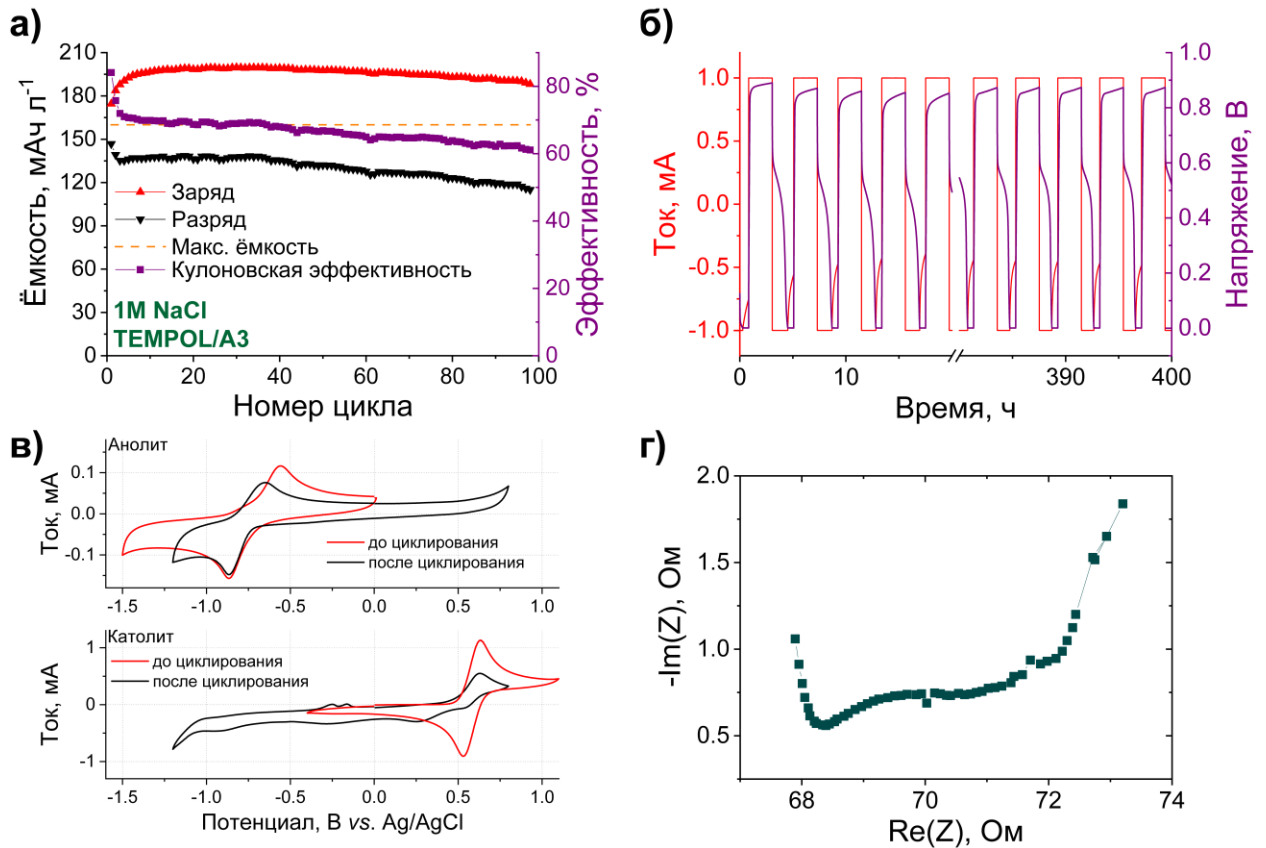 а)
210
180
150
120
90
60
30
0
Ёмкость, мАч л-1
80
60
40
20
0
Эффективность, %
Заряд
Разряд
Макс. ёмкость
Кулоновская эффективность
1M NaCl
TEMPOL/A3
0 20 40 60 80 100
Номер цикла
б)
1.0
0.5
0.0
-0.5
-1.0
Ток, мА
1.0
0.8
0.6
0.4
0.2
0.0
Напряжение, В
0 10 390 400
Время, ч
в)
Анолит
0.1
0.0
-0.1
Ток, мА
до циклирования
после циклирования
-1.5 -1.0 -0.5 0.0 0.5 1.0
Католит
1
0
-1
Ток, мА
до циклирования
после циклирования
-1.5 -1.0 -0.5 0.0 0.5 1.0
Потенциал, В vs. Ag/AgCl
г)
2.0
1.5
1.0
0.5
-Im(Z), Ом
68 70 72 74
Re(Z), Ом